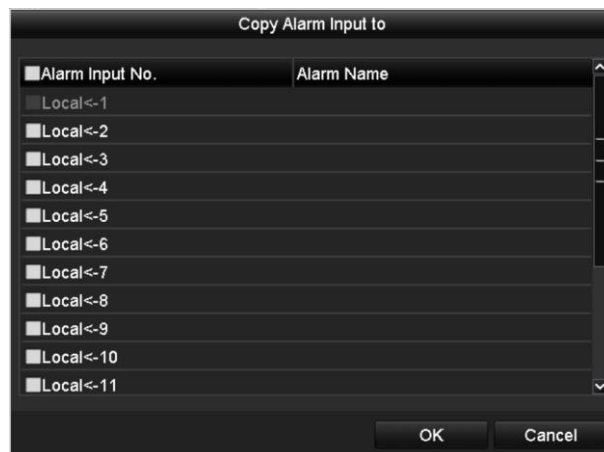 Copy Alarm Input to
Alarm Input No. Alarm Name
Local<-1
Local<-2
Local<-3
Local<-4
Local<-5
Local<-6
Local<-7
Local<-8
Local<-9
Local<-10
Local<-11
OK Cancel